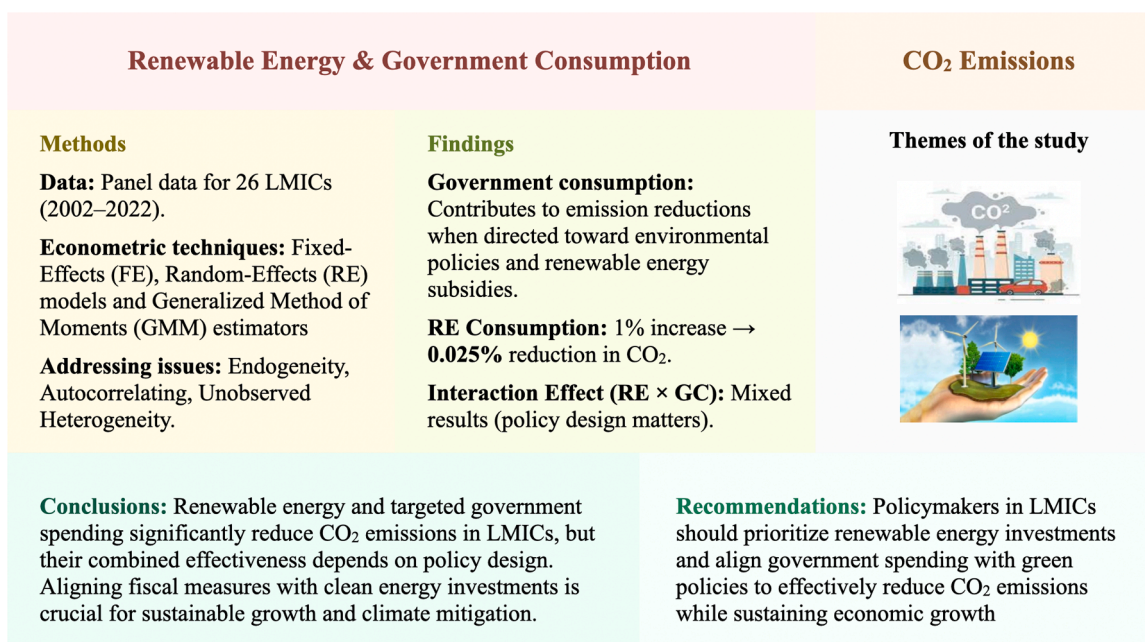 Renewable Energy & Government Consumption
CO₂ Emissions
Methods
Data: Panel data for 26 LMICs
(2002–2022).
Econometric techniques: Fixed-
Effects (FE), Random-Effects (RE)
models and Generalized Method of
Moments (GMM) estimators
Addressing issues: Endogeneity,
Autocorrelating, Unobserved
Heterogeneity.
Findings
Government consumption:
Contributes to emission reductions
when directed toward environmental
policies and renewable energy
subsidies.
RE Consumption: 1% increase →
0.025% reduction in CO₂.
Interaction Effect (RE × GC): Mixed
results (policy design matters).
Themes of the study
CO²
Conclusions: Renewable energy and targeted government
spending significantly reduce CO₂ emissions in LMICs, but
their combined effectiveness depends on policy design.
Aligning fiscal measures with clean energy investments is
crucial for sustainable growth and climate mitigation.
Recommendations: Policymakers in LMICs
should prioritize renewable energy investments
and align government spending with green
policies to effectively reduce CO₂ emissions
while sustaining economic growth